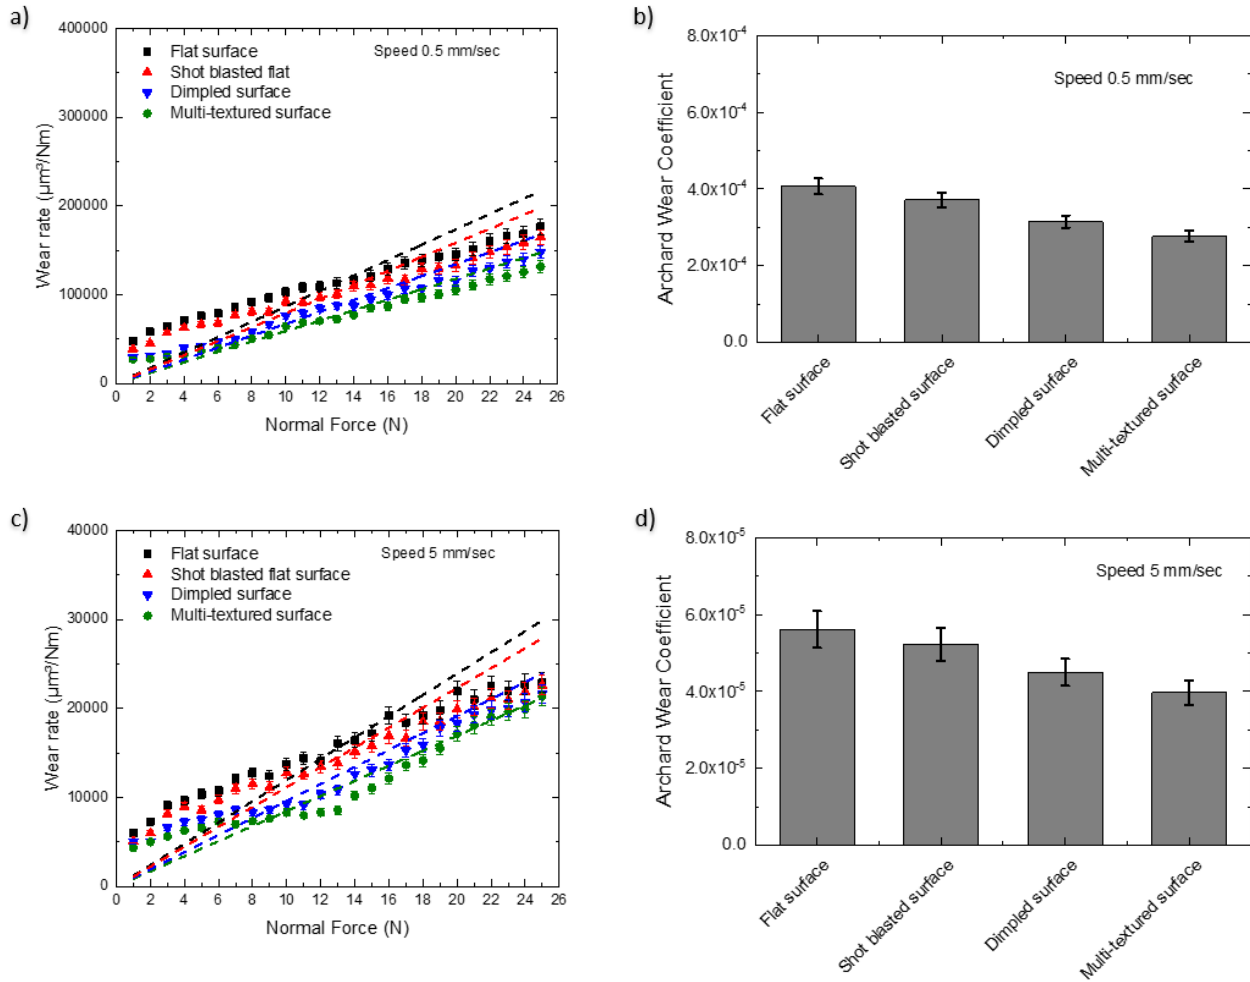 a)
400000
300000
200000
100000
0
Wear rate (µm³/Nm)
Flat surface
Shot blasted flat
Dimpled surface
Multi-textured surface
Speed 0.5 mm/sec
0 2 4 6 8 10 12 14 16 18 20 22 24 26
Normal Force (N)
b)
8.0x10⁻⁴
6.0x10⁻⁴
4.0x10⁻⁴
2.0x10⁻⁴
0.0
Archard Wear Coefficient
Speed 0.5 mm/sec
Flat surface
Shot blasted surface
Dimpled surface
Multi-textured surface
c)
40000
30000
20000
10000
0
Wear rate (µm³/Nm)
Flat surface
Shot blasted flat surface
Dimpled surface
Multi-textured surface
Speed 5 mm/sec
0 2 4 6 8 10 12 14 16 18 20 22 24 26
Normal Force (N)
d)
8.0x10⁻⁵
6.0x10⁻⁵
4.0x10⁻⁵
2.0x10⁻⁵
0.0
Archard Wear Coefficient
Speed 5 mm/sec
Flat surface
Shot blasted surface
Dimpled surface
Multi-textured surface